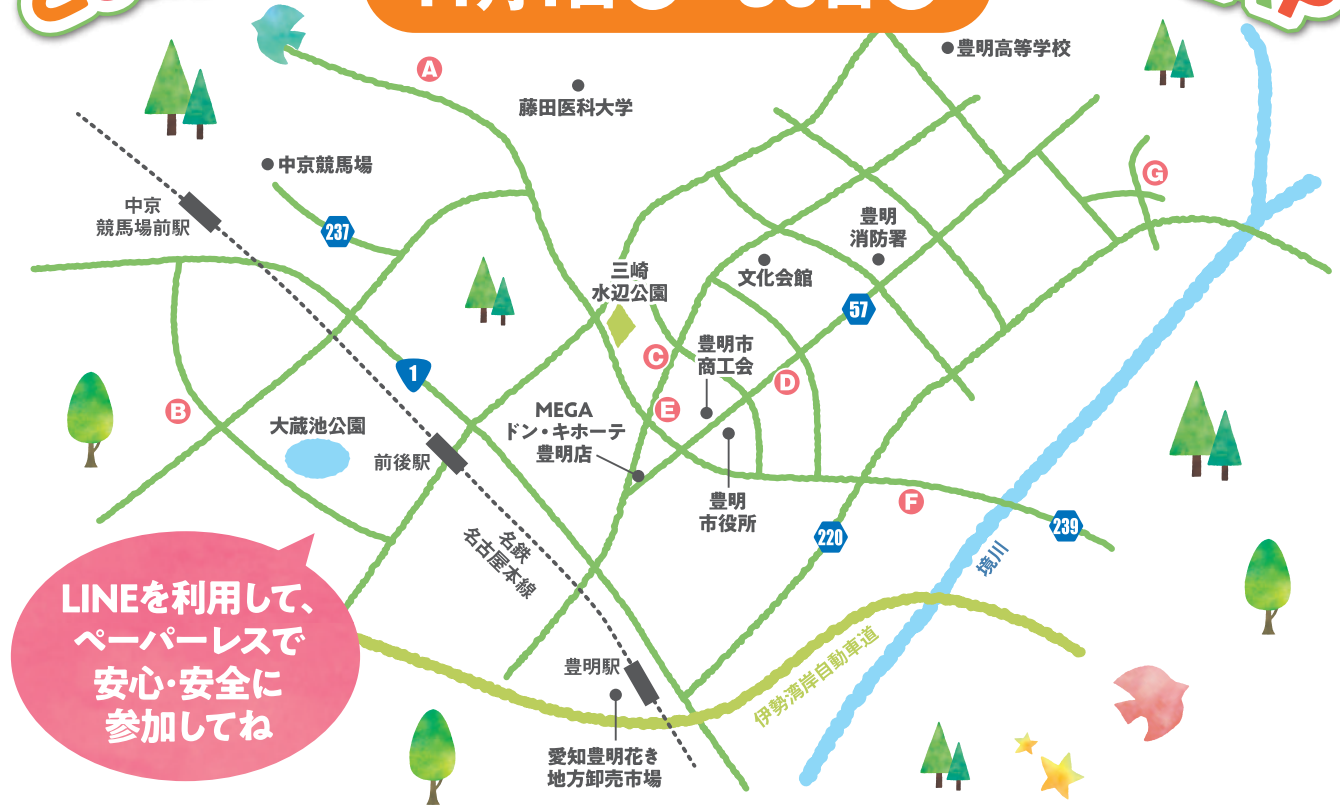 豊明高等学校
A
藤田医科大学
中京競馬場
G
中京
競馬場前駅
237
豊明
消防署
三崎
水辺公園
文化会館
57
C
豊明市
商工会
1
D
B
MEGA
ドン・キホーテ
豊明店
E
大蔵池公園
前後駅
豊明
市役所
F
239
220
名鉄
名古屋本線
境川
LINEを利用して、
ペーパーレスで
安心・安全に
参加してね
豊明駅
伊勢湾岸自動車道
愛知豊明花き
地方卸売市場